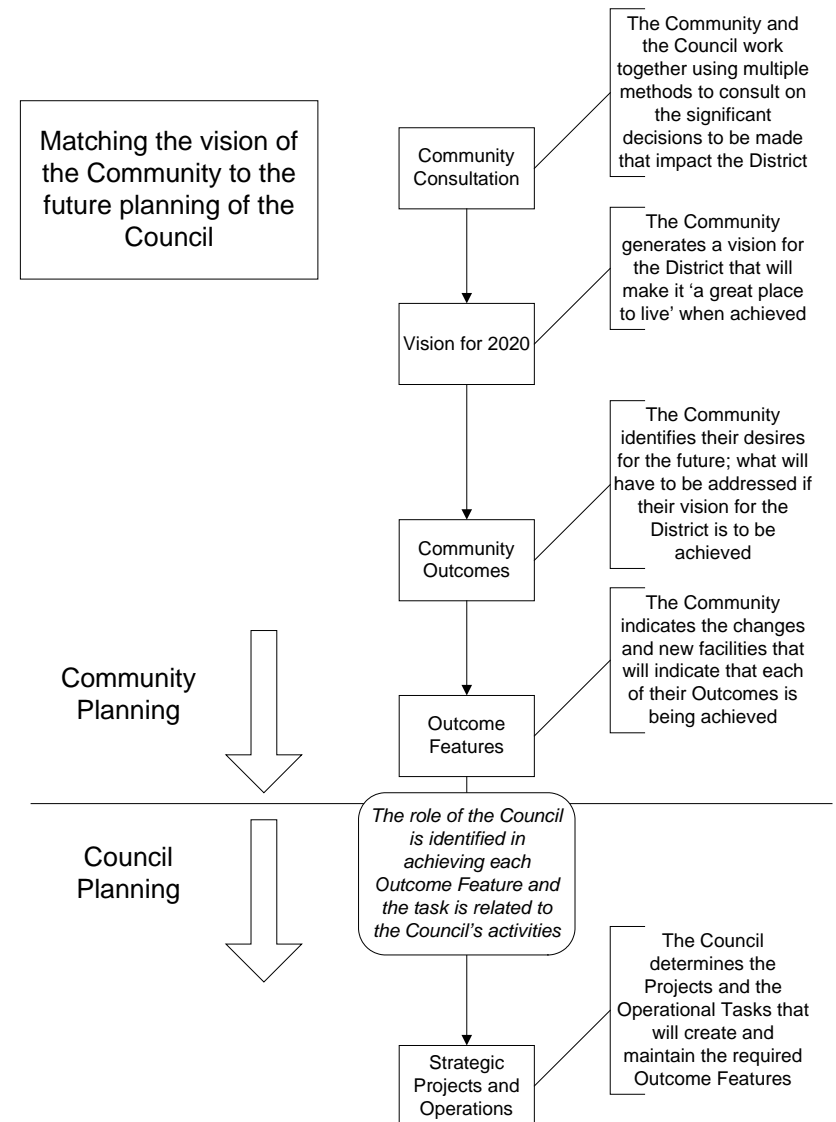 Matching the vision of
the Community to the
future planning of the
Council
Community
Consultation
The Community and
the Council work
together using multiple
methods to consult on
the significant
decisions to be made
that impact the District
Vision for 2020
The Community
generates a vision for
the District that will
make it ‘a great place
to live’ when achieved
Community
Outcomes
The Community
identifies their desires
for the future; what will
have to be addressed if
their vision for the
District is to be
achieved
Outcome
Features
The Community
indicates the changes
and new facilities that
will indicate that each
of their Outcomes is
being achieved
Community
Planning
Council
Planning
The role of the Council
is identified in
achieving each
Outcome Feature and
the task is related to
the Council’s activities
Strategic
Projects and
Operations
The Council
determines the
Projects and the
Operational Tasks that
will create and
maintain the required
Outcome Features